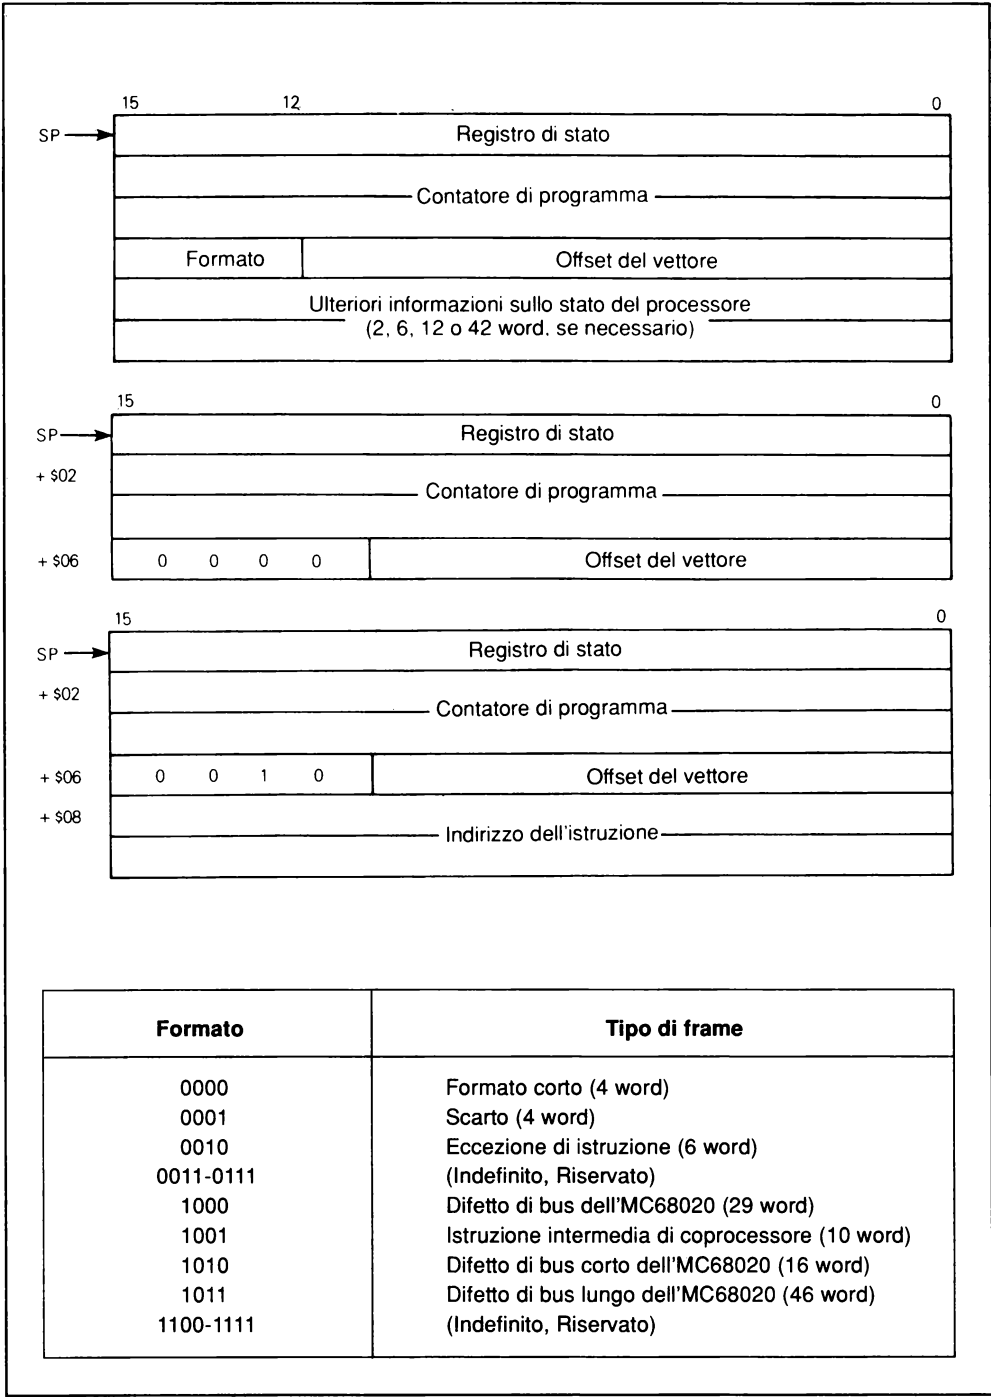 15 12 0
SP Registro di stato
Contatore di programma
Formato Offset del vettore
Ulteriori informazioni sullo stato del processore
(2, 6, 12 o 42 word, se necessario)
15 0
SP Registro di stato
+ $02
Contatore di programma
+ $06 0 0 0 0 Offset del vettore
15 0
SP Registro di stato
+ $02
Contatore di programma
+ $06 0 0 1 0 Offset del vettore
+ $08
Indirizzo dell'istruzione
Formato Tipo di frame
0000 Formato corto (4 word)
0001 Scarto (4 word)
0010 Eccezione di istruzione (6 word)
0011-0111 (Indefinito, Riservato)
1000 Difetto di bus dell'MC68020 (29 word)
1001 Istruzione intermedia di coprocessore (10 word)
1010 Difetto di bus corto dell'MC68020 (16 word)
1011 Difetto di bus lungo dell'MC68020 (46 word)
1100-1111 (Indefinito, Riservato)